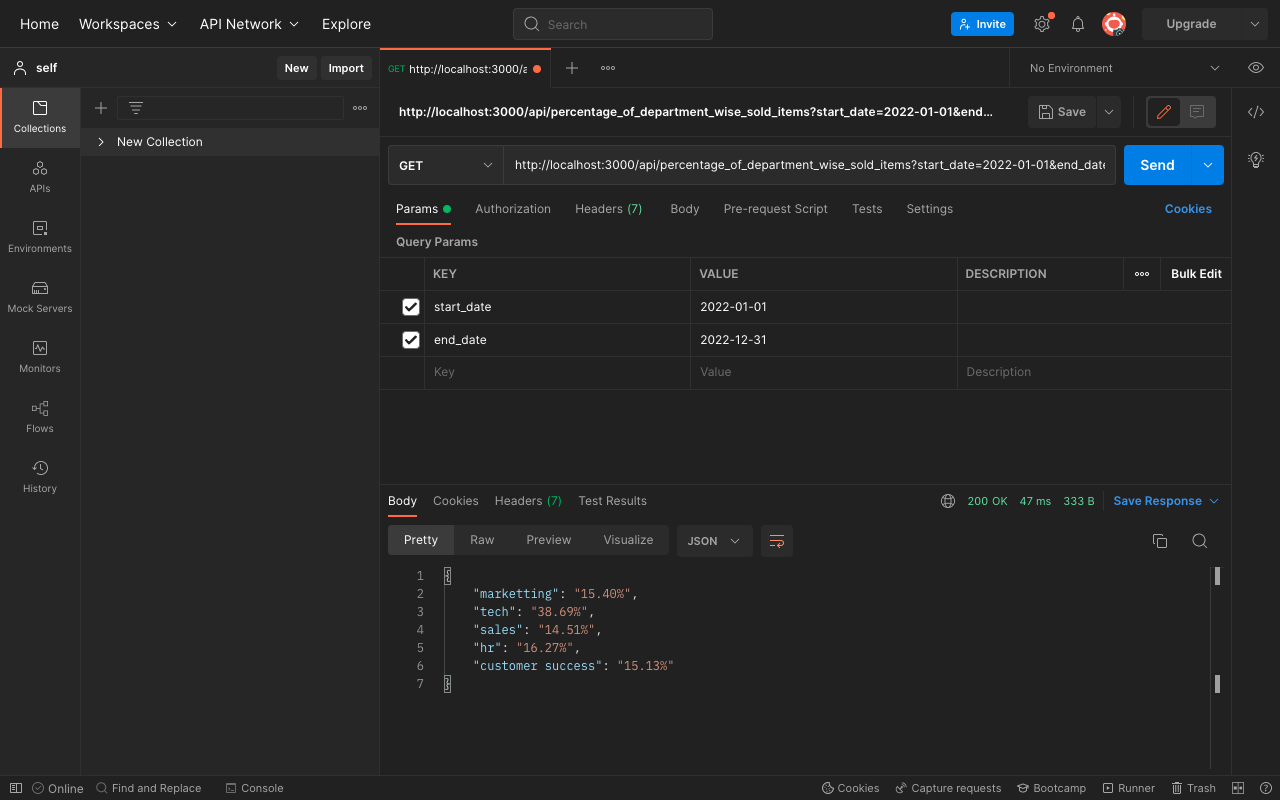 Home Workspaces API Network Explore Search Invite Upgrade
self New Import GET http://localhost:3000/a No Environment
http://localhost:3000/api/percentage_of_department_wise_sold_items?start_date=2022-01-01&end... Save
Collections New Collection
GET http://localhost:3000/api/percentage_of_department_wise_sold_items?start_date=2022-01-01&end_date Send
APIs
Params Authorization Headers (7) Body Pre-request Script Tests Settings Cookies
Environments Query Params
KEY VALUE DESCRIPTION Bulk Edit
Mock Servers start_date 2022-01-01
end_date 2022-12-31
Monitors Key Value Description
Flows
History
Body Cookies Headers (7) Test Results 200 OK 47 ms 333 B Save Response
Pretty Raw Preview Visualize JSON
1 {
2 "marketting": "15.40%",
3 "tech": "38.69%",
4 "sales": "14.51%",
5 "hr": "16.27%",
6 "customer success": "15.13%"
7 }
Online Find and Replace Console Cookies Capture requests Bootcamp Runner Trash